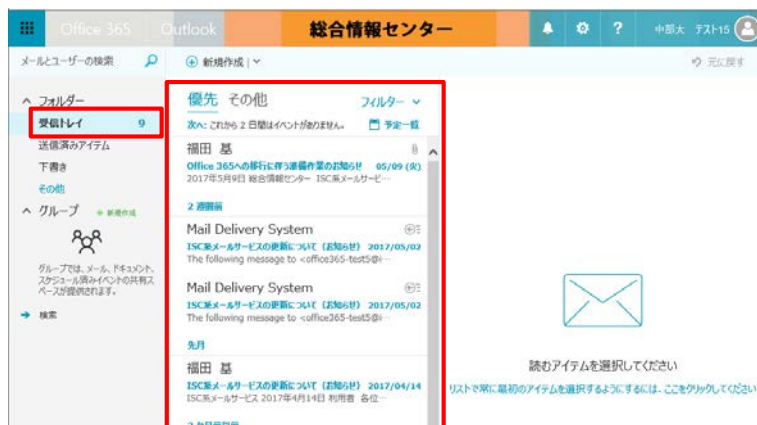 Office 365 Outlook 総合情報センター ? 中部大 テスト15
メールとユーザーの検索 新規作成 元に戻す
フォルダー
受信トレイ 9
送信済みアイテム
下書き
その他
グループ + 新規作成
グループでは、メール、ドキュメント、
スケジュール済みイベントの共有ス
ペースが提供されます。
検索
優先 その他 フィルター
次へ: これから 2 日間はイベントがありません。 予定一覧
福田 基
Office 365への移行に伴う準備作業のお知らせ 05/09 (火)
2017年5月9日 総合情報センター ISC系メールサービ…
2 週間前
Mail Delivery System
ISC系メールサービスの更新について (お知らせ) 2017/05/02
The following message to <office365-test5@i…
Mail Delivery System
ISC系メールサービスの更新について (お知らせ) 2017/05/02
The following message to <office365-test5@i…
先月
福田 基
ISC系メールサービスの更新について (お知らせ) 2017/04/14
ISC系メールサービス 2017年4月14日 利用者 各位…
読むアイテムを選択してください
リストで常に最初のアイテムを選択するようにするには、ここをクリックしてください